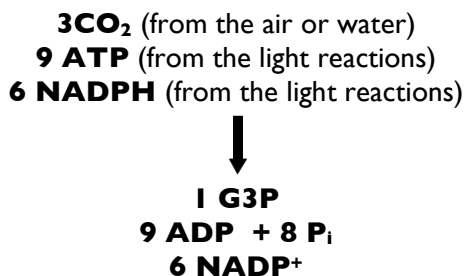 3CO₂ (from the air or water)
9 ATP (from the light reactions)
6 NADPH (from the light reactions)
1 G3P
9 ADP + 8 Pᵢ
6 NADP⁺